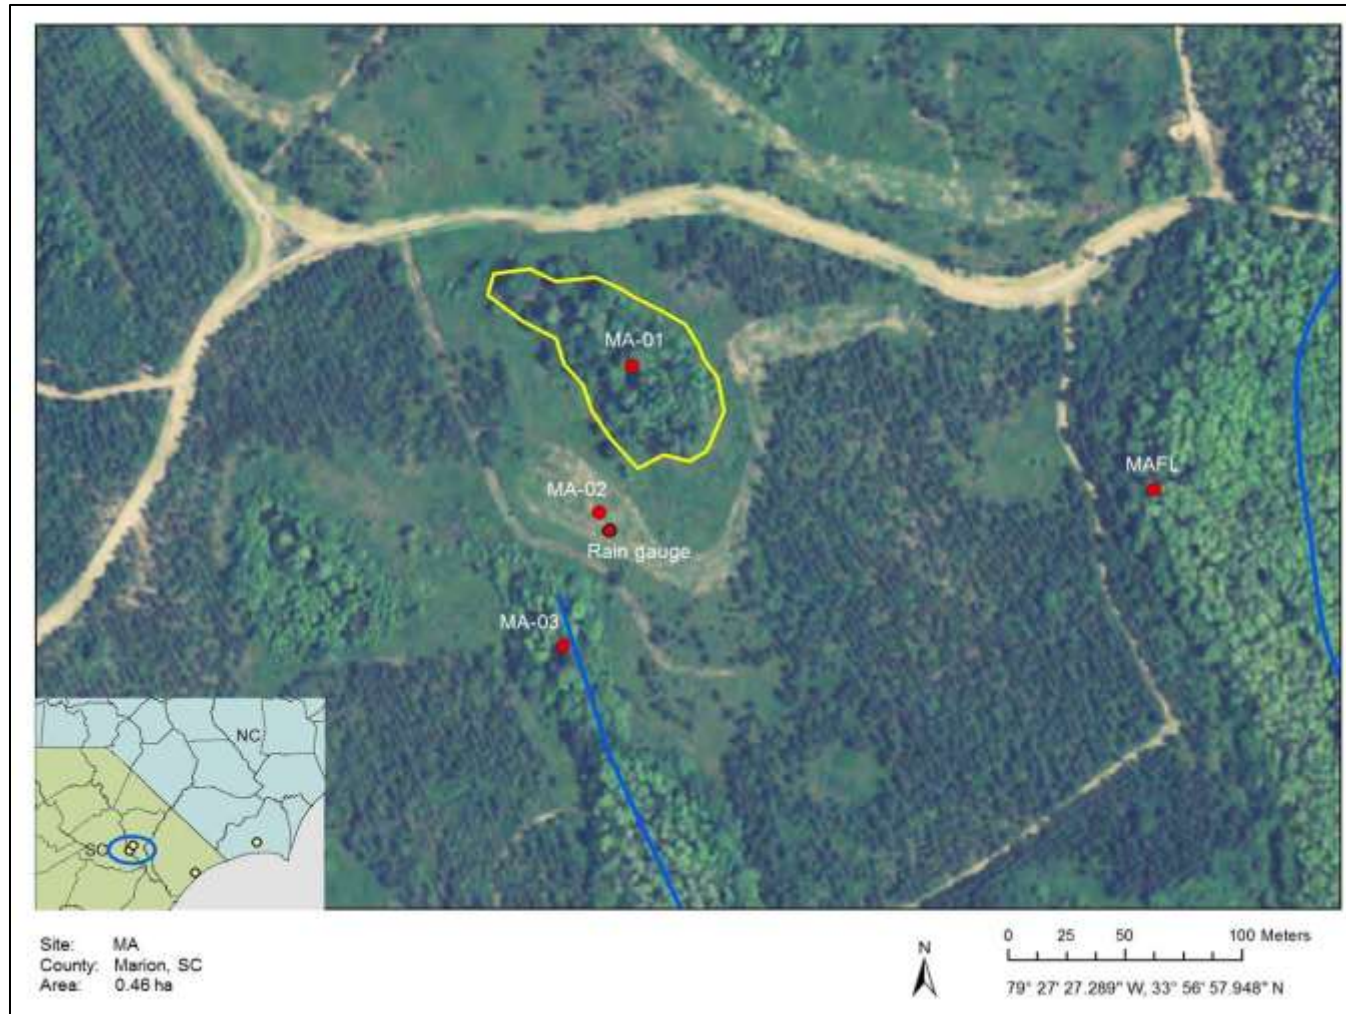 MA-01
MAFL
MA-02
Rain gauge
MA-03
NC
SC
Site: MA
County: Marion, SC
Area: 0.46 ha
N
0 25 50 100 Meters
79° 27' 27.289" W, 33° 56' 57.948" N